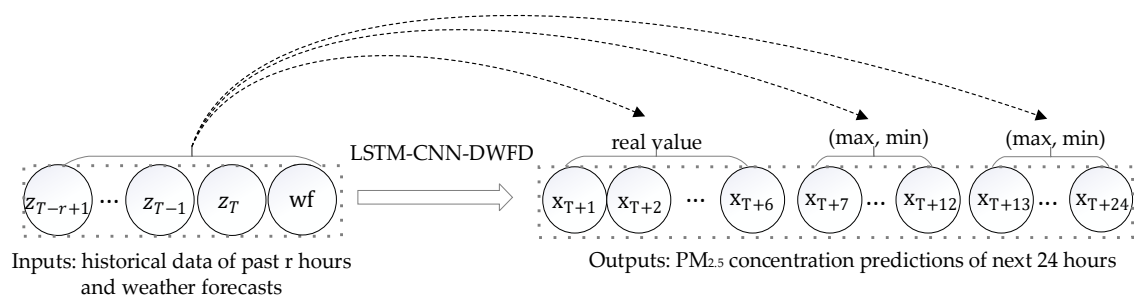 real value (max, min) (max, min)
LSTM-CNN-DWFD
z_{T-r+1} ... z_{T-1} z_T wf x_{T+1} x_{T+2} ... x_{T+6} x_{T+7} ... x_{T+12} x_{T+13} ... x_{T+24}
Inputs: historical data of past r hours
and weather forecasts
Outputs: PM2.5 concentration predictions of next 24 hours